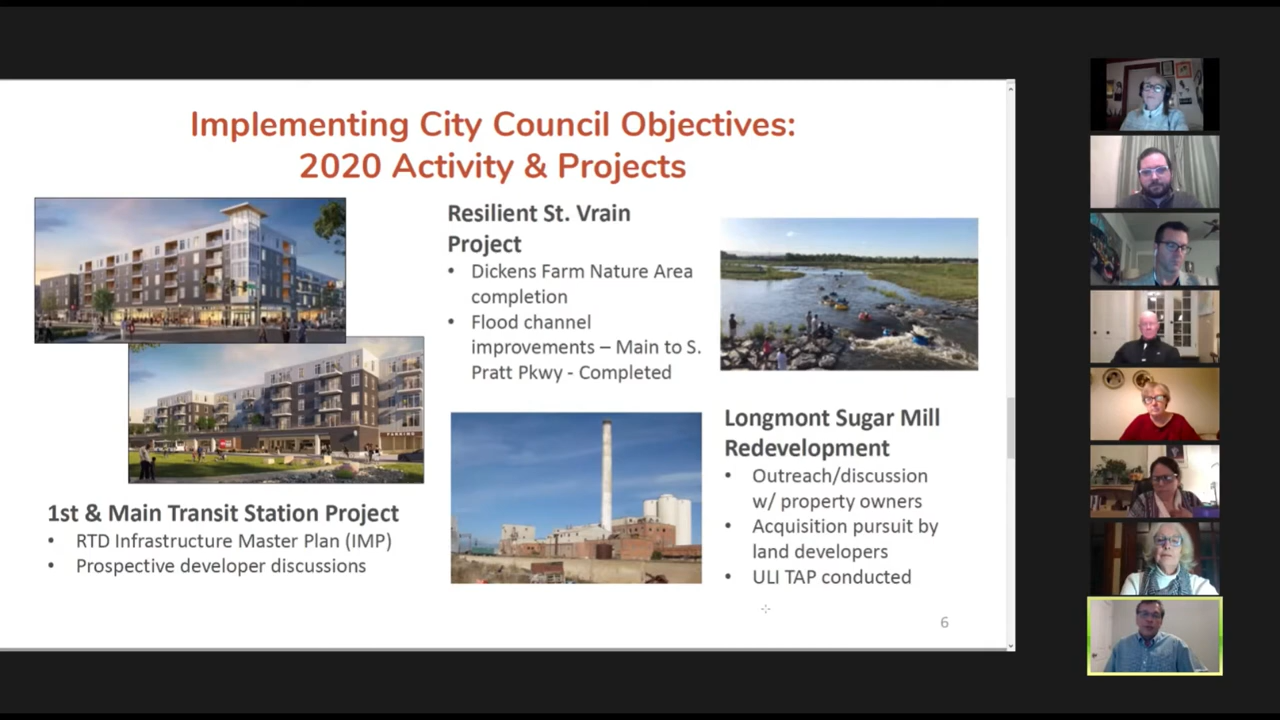 Implementing City Council Objectives:
2020 Activity & Projects
1st & Main Transit Station Project
• RTD Infrastructure Master Plan (IMP)
• Prospective developer discussions
Resilient St. Vrain
Project
• Dickens Farm Nature Area
completion
• Flood channel
improvements – Main to S.
Pratt Pkwy - Completed
Longmont Sugar Mill
Redevelopment
• Outreach/discussion
w/ property owners
• Acquisition pursuit by
land developers
• ULI TAP conducted
6